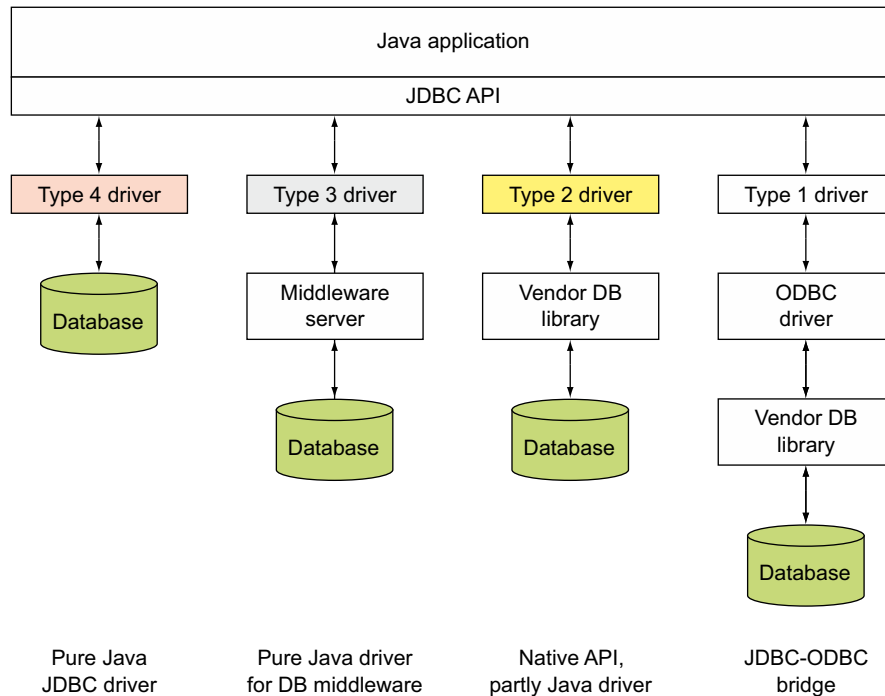 Java application
JDBC API
Type 4 driver
Type 3 driver
Type 2 driver
Type 1 driver
Database
Middleware
server
Vendor DB
library
ODBC
driver
Database
Database
Vendor DB
library
Database
Pure Java
JDBC driver
Pure Java driver
for DB middleware
Native API,
partly Java driver
JDBC-ODBC
bridge